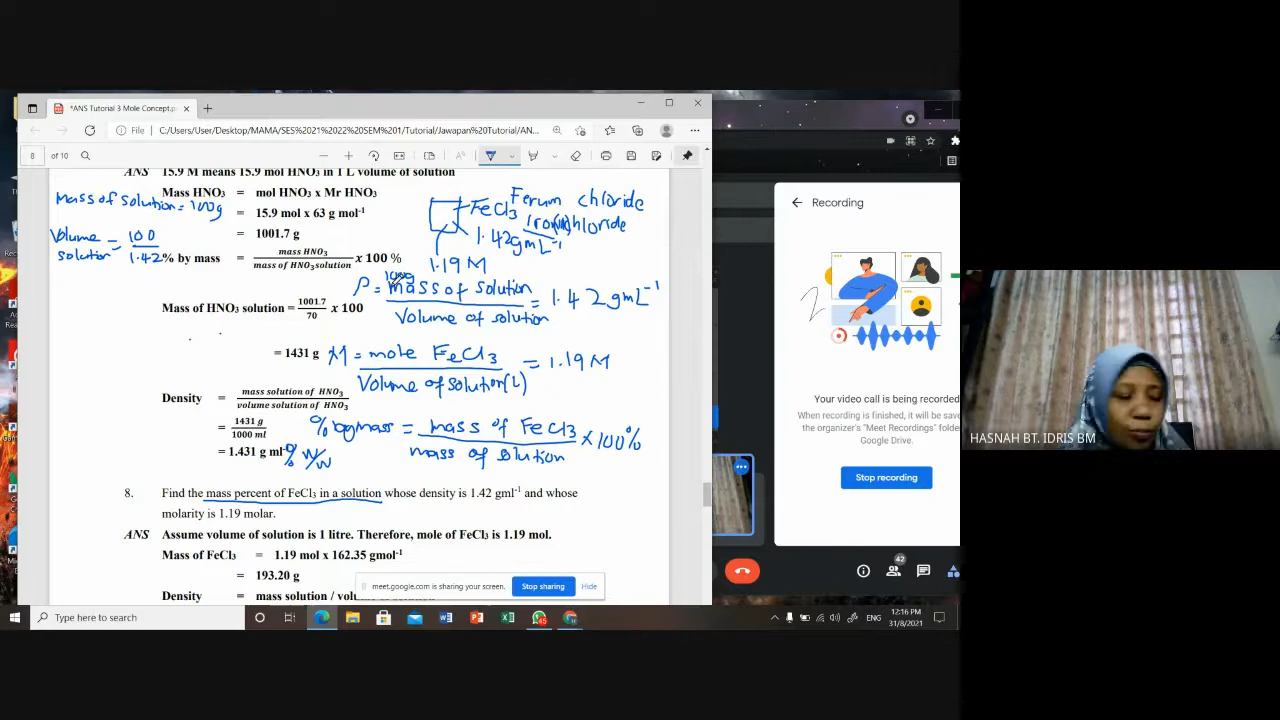 *ANS Tutorial 3 Mole Concept.p
File
C:/Users/User/Desktop/MAMA/SES%2021%2022%20SEM%201/Tutorial/Jawapan%20Tutorial/AN...
8 of 10
ANS 15.9 M means 15.9 mol HNO3 in 1 L volume of solution
Mass HNO3 = mol HNO3 x Mr HNO3
= 15.9 mol x 63 g mol-1
= 1001.7 g
% by mass = mass HNO3 / mass of HNO3 solution x 100 %
Mass of HNO3 solution = 1001.7 / 70 x 100
= 1431 g
Density = mass solution of HNO3 / volume solution of HNO3
= 1431 g / 1000 ml
= 1.431 g ml-1
Mass of solution = 100g
Volume solution = 100 / 1.42
FeCl3 Ferum chloride
Iron(III)chloride
1.42gmL-1
1.19 M
100g
ρ = mass of solution / Volume of solution = 1.42gmL-1
M = mole FeCl3 / Volume of solution(L) = 1.19 M
% by mass = mass of FeCl3 / mass of solution × 100%
% w/w
8. Find the mass percent of FeCl3 in a solution whose density is 1.42 gml-1 and whose
molarity is 1.19 molar.
ANS Assume volume of solution is 1 litre. Therefore, mole of FeCl3 is 1.19 mol.
Mass of FeCl3 = 1.19 mol x 162.35 gmol-1
= 193.20 g
Density = mass solution /
meet.google.com is sharing your screen.
Stop sharing
Hide
Type here to search
45
ENG
12:16 PM
31/8/2021
Recording
2
Your video call is being recorded
When recording is finished, it will be save
the organizer's "Meet Recordings" folde
Google Drive.
Stop recording
42
HASNAH BT. IDRIS BM